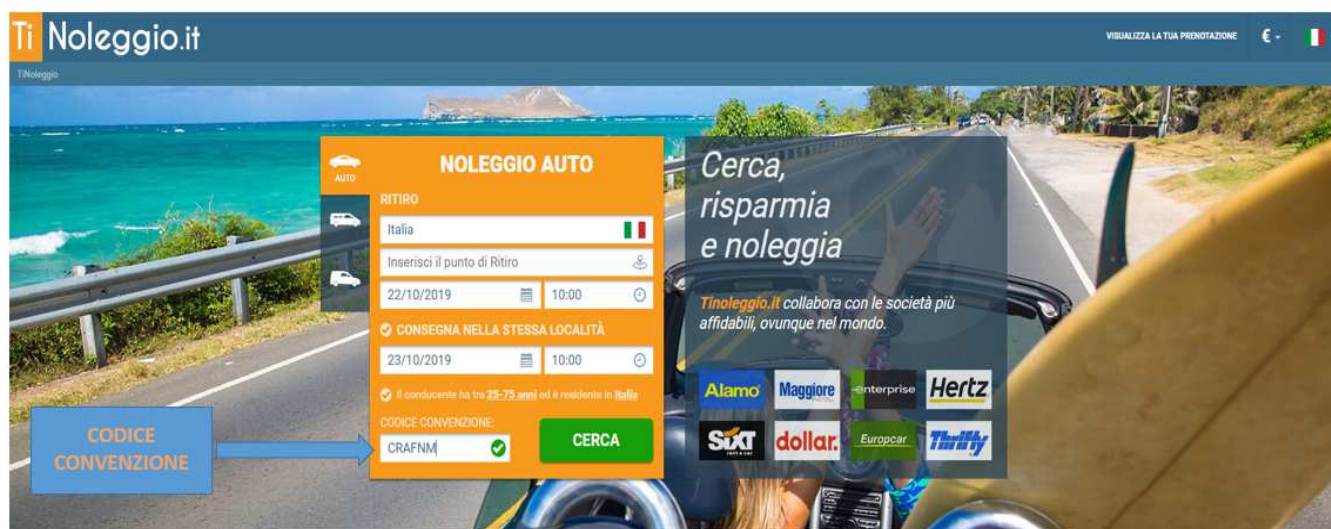 Ti Noleggio.it
VISUALIZZA LA TUA PRENOTAZIONE
€
TiNoleggio
AUTO
NOLEGGIO AUTO
RITIRO
Italia
Inserisci il punto di Ritiro
22/10/2019 10:00
CONSEGNA NELLA STESSA LOCALITÀ
23/10/2019 10:00
Il conducente ha tra 25-75 anni ed è residente in Italia
CODICE CONVENZIONE:
CRAFNM
CERCA
CODICE
CONVENZIONE
Cerca,
risparmia
e noleggia
Tinoleggio.it collabora con le società più
affidabili, ovunque nel mondo.
Alamo Maggiore enterprise Hertz
SIXT dollar. Europcar Thrifty
rent a car